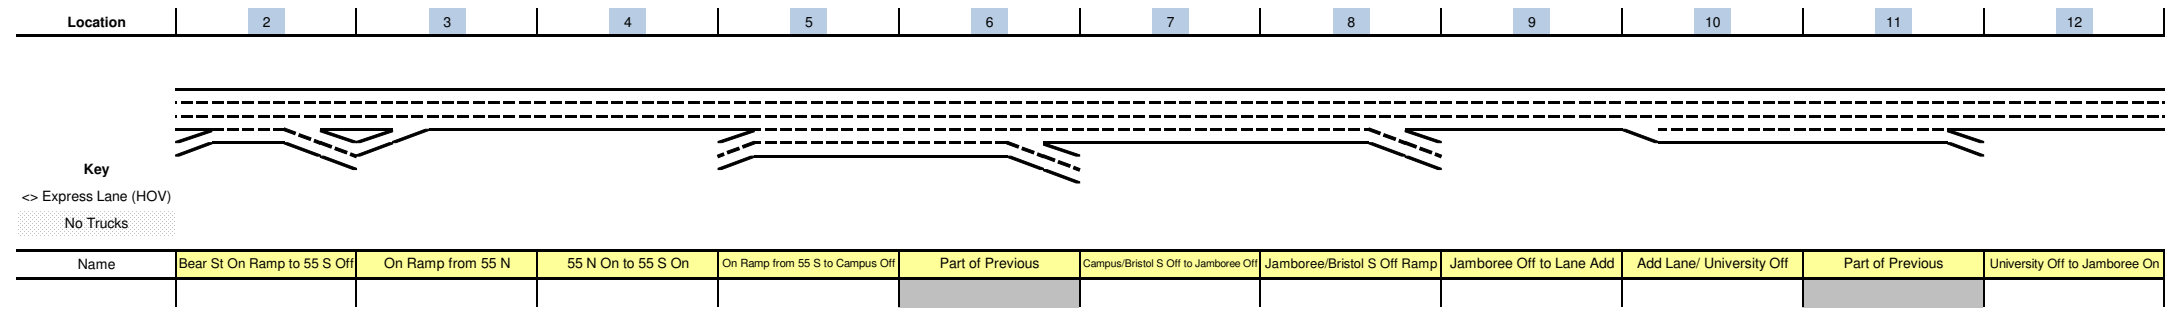 Location 2 3 4 5 6 7 8 9 10 11 12
Key
<> Express Lane (HOV)
No Trucks
Name Bear St On Ramp to 55 S Off On Ramp from 55 N 55 N On to 55 S On On Ramp from 55 S to Campus Off Part of Previous Campus/Bristol S Off to Jamboree Off Jamboree/Bristol S Off Ramp Jamboree Off to Lane Add Add Lane/ University Off Part of Previous University Off to Jamboree On